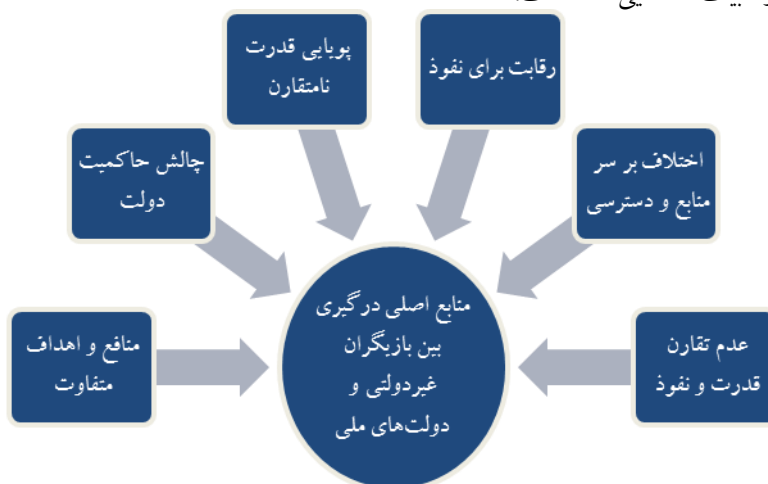 پویایی قدرت
نامتقارن
رقابت برای نفوذ
چالش حاکمیت
دولت
اختلاف بر سر
منابع و دسترسی
منافع و اهداف
متفاوت
منابع اصلی درگیری
بین بازیگران
غیردولتی و
دولت‌های ملی
عدم تقارن
قدرت و نفوذ